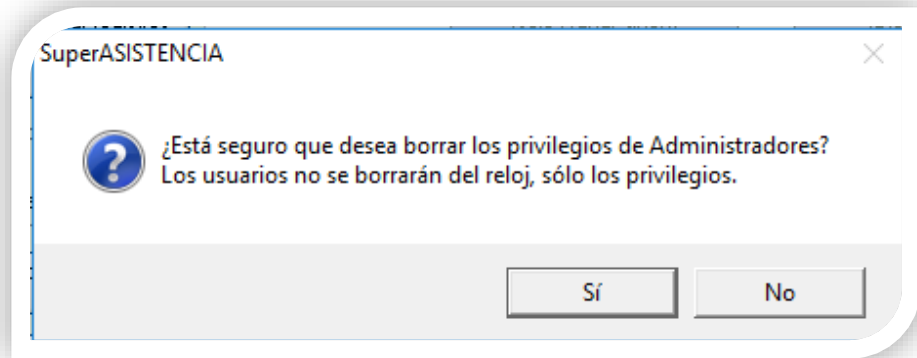 SuperASISTENCIA
¿Está seguro que desea borrar los privilegios de Administradores?
Los usuarios no se borrarán del reloj, sólo los privilegios.
Sí
No